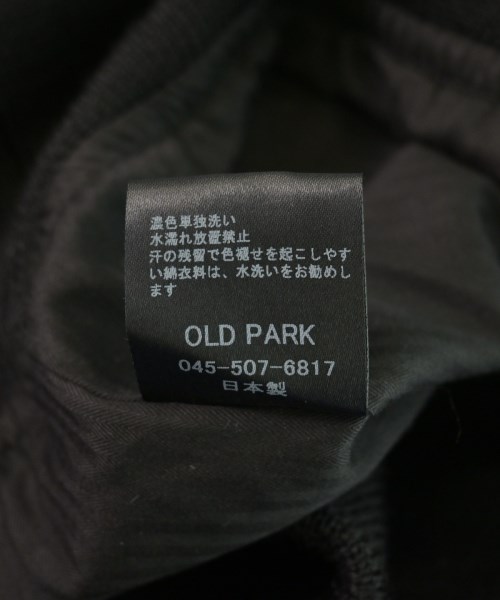 濃色単独洗い
水濡れ放置禁止
汗の残留で色褪せを起こしやす
い綿衣料は、水洗いをお勧めし
ます
OLD PARK
045-507-6817
日本製